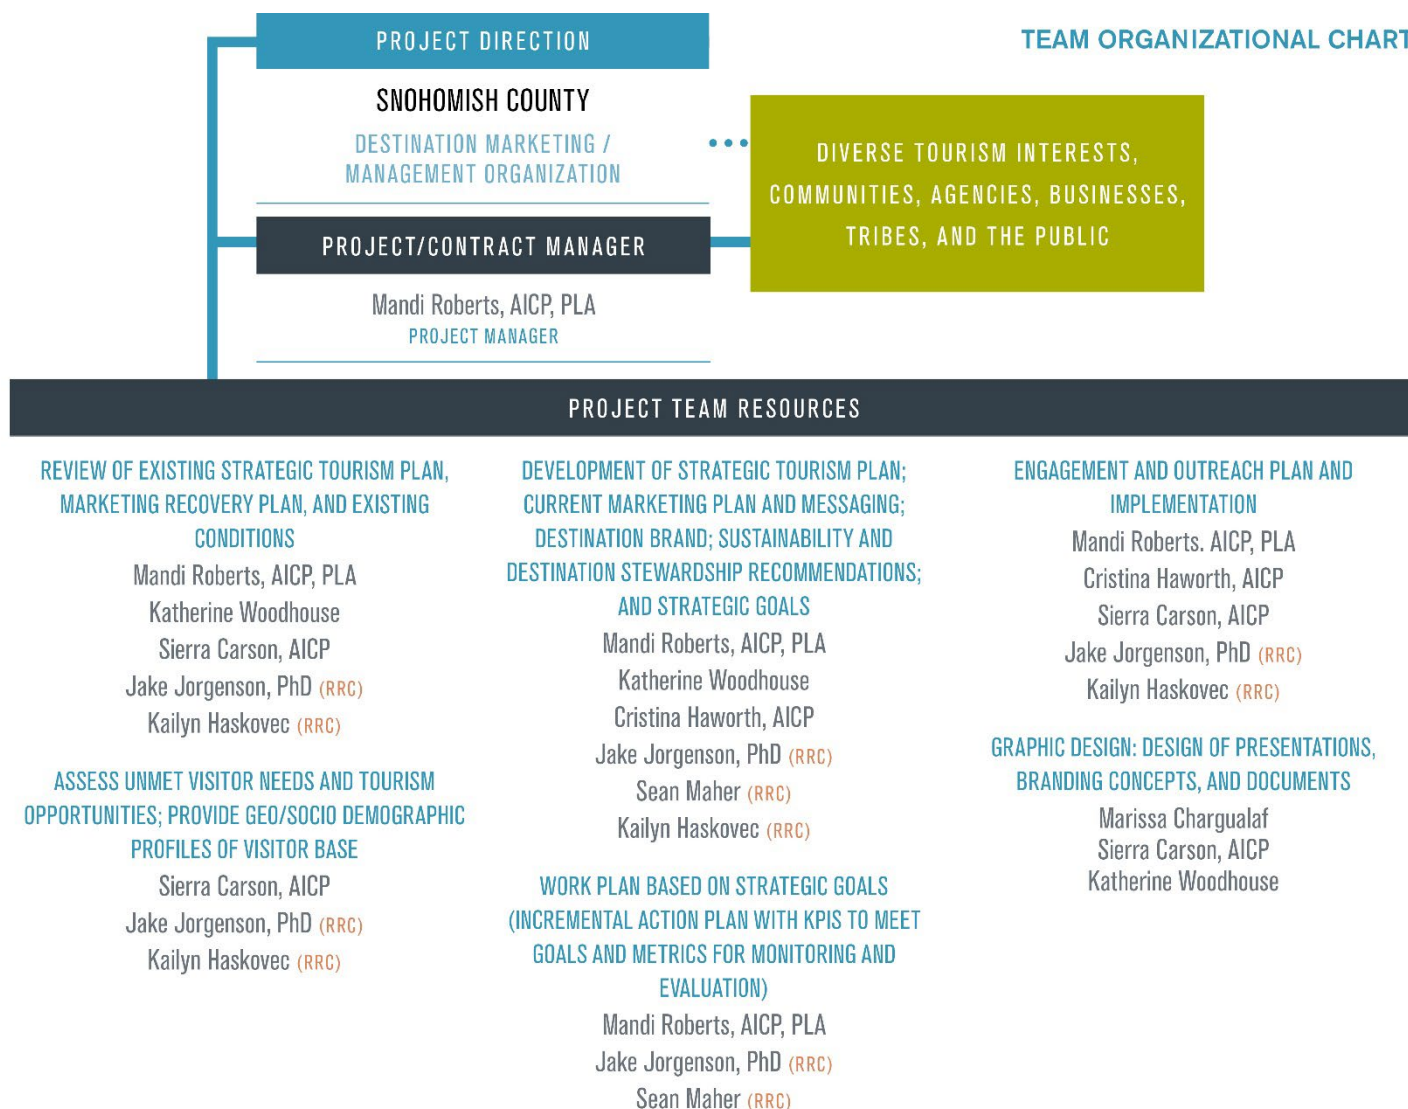 PROJECT DIRECTION
TEAM ORGANIZATIONAL CHART
SNOHOMISH COUNTY
DESTINATION MARKETING /
MANAGEMENT ORGANIZATION
DIVERSE TOURISM INTERESTS,
COMMUNITIES, AGENCIES, BUSINESSES,
TRIBES, AND THE PUBLIC
PROJECT/CONTRACT MANAGER
Mandi Roberts, AICP, PLA
PROJECT MANAGER
PROJECT TEAM RESOURCES
REVIEW OF EXISTING STRATEGIC TOURISM PLAN,
MARKETING RECOVERY PLAN, AND EXISTING
CONDITIONS
Mandi Roberts, AICP, PLA
Katherine Woodhouse
Sierra Carson, AICP
Jake Jorgenson, PhD (RRC)
Kailyn Haskovec (RRC)
ASSESS UNMET VISITOR NEEDS AND TOURISM
OPPORTUNITIES; PROVIDE GEO/SOCIO DEMOGRAPHIC
PROFILES OF VISITOR BASE
Sierra Carson, AICP
Jake Jorgenson, PhD (RRC)
Kailyn Haskovec (RRC)
DEVELOPMENT OF STRATEGIC TOURISM PLAN;
CURRENT MARKETING PLAN AND MESSAGING;
DESTINATION BRAND; SUSTAINABILITY AND
DESTINATION STEWARDSHIP RECOMMENDATIONS;
AND STRATEGIC GOALS
Mandi Roberts, AICP, PLA
Katherine Woodhouse
Cristina Haworth, AICP
Jake Jorgenson, PhD (RRC)
Sean Maher (RRC)
Kailyn Haskovec (RRC)
WORK PLAN BASED ON STRATEGIC GOALS
(INCREMENTAL ACTION PLAN WITH KPIS TO MEET
GOALS AND METRICS FOR MONITORING AND
EVALUATION)
Mandi Roberts, AICP, PLA
Jake Jorgenson, PhD (RRC)
Sean Maher (RRC)
ENGAGEMENT AND OUTREACH PLAN AND
IMPLEMENTATION
Mandi Roberts. AICP, PLA
Cristina Haworth, AICP
Sierra Carson, AICP
Jake Jorgenson, PhD (RRC)
Kailyn Haskovec (RRC)
GRAPHIC DESIGN: DESIGN OF PRESENTATIONS,
BRANDING CONCEPTS, AND DOCUMENTS
Marissa Chargualaf
Sierra Carson, AICP
Katherine Woodhouse